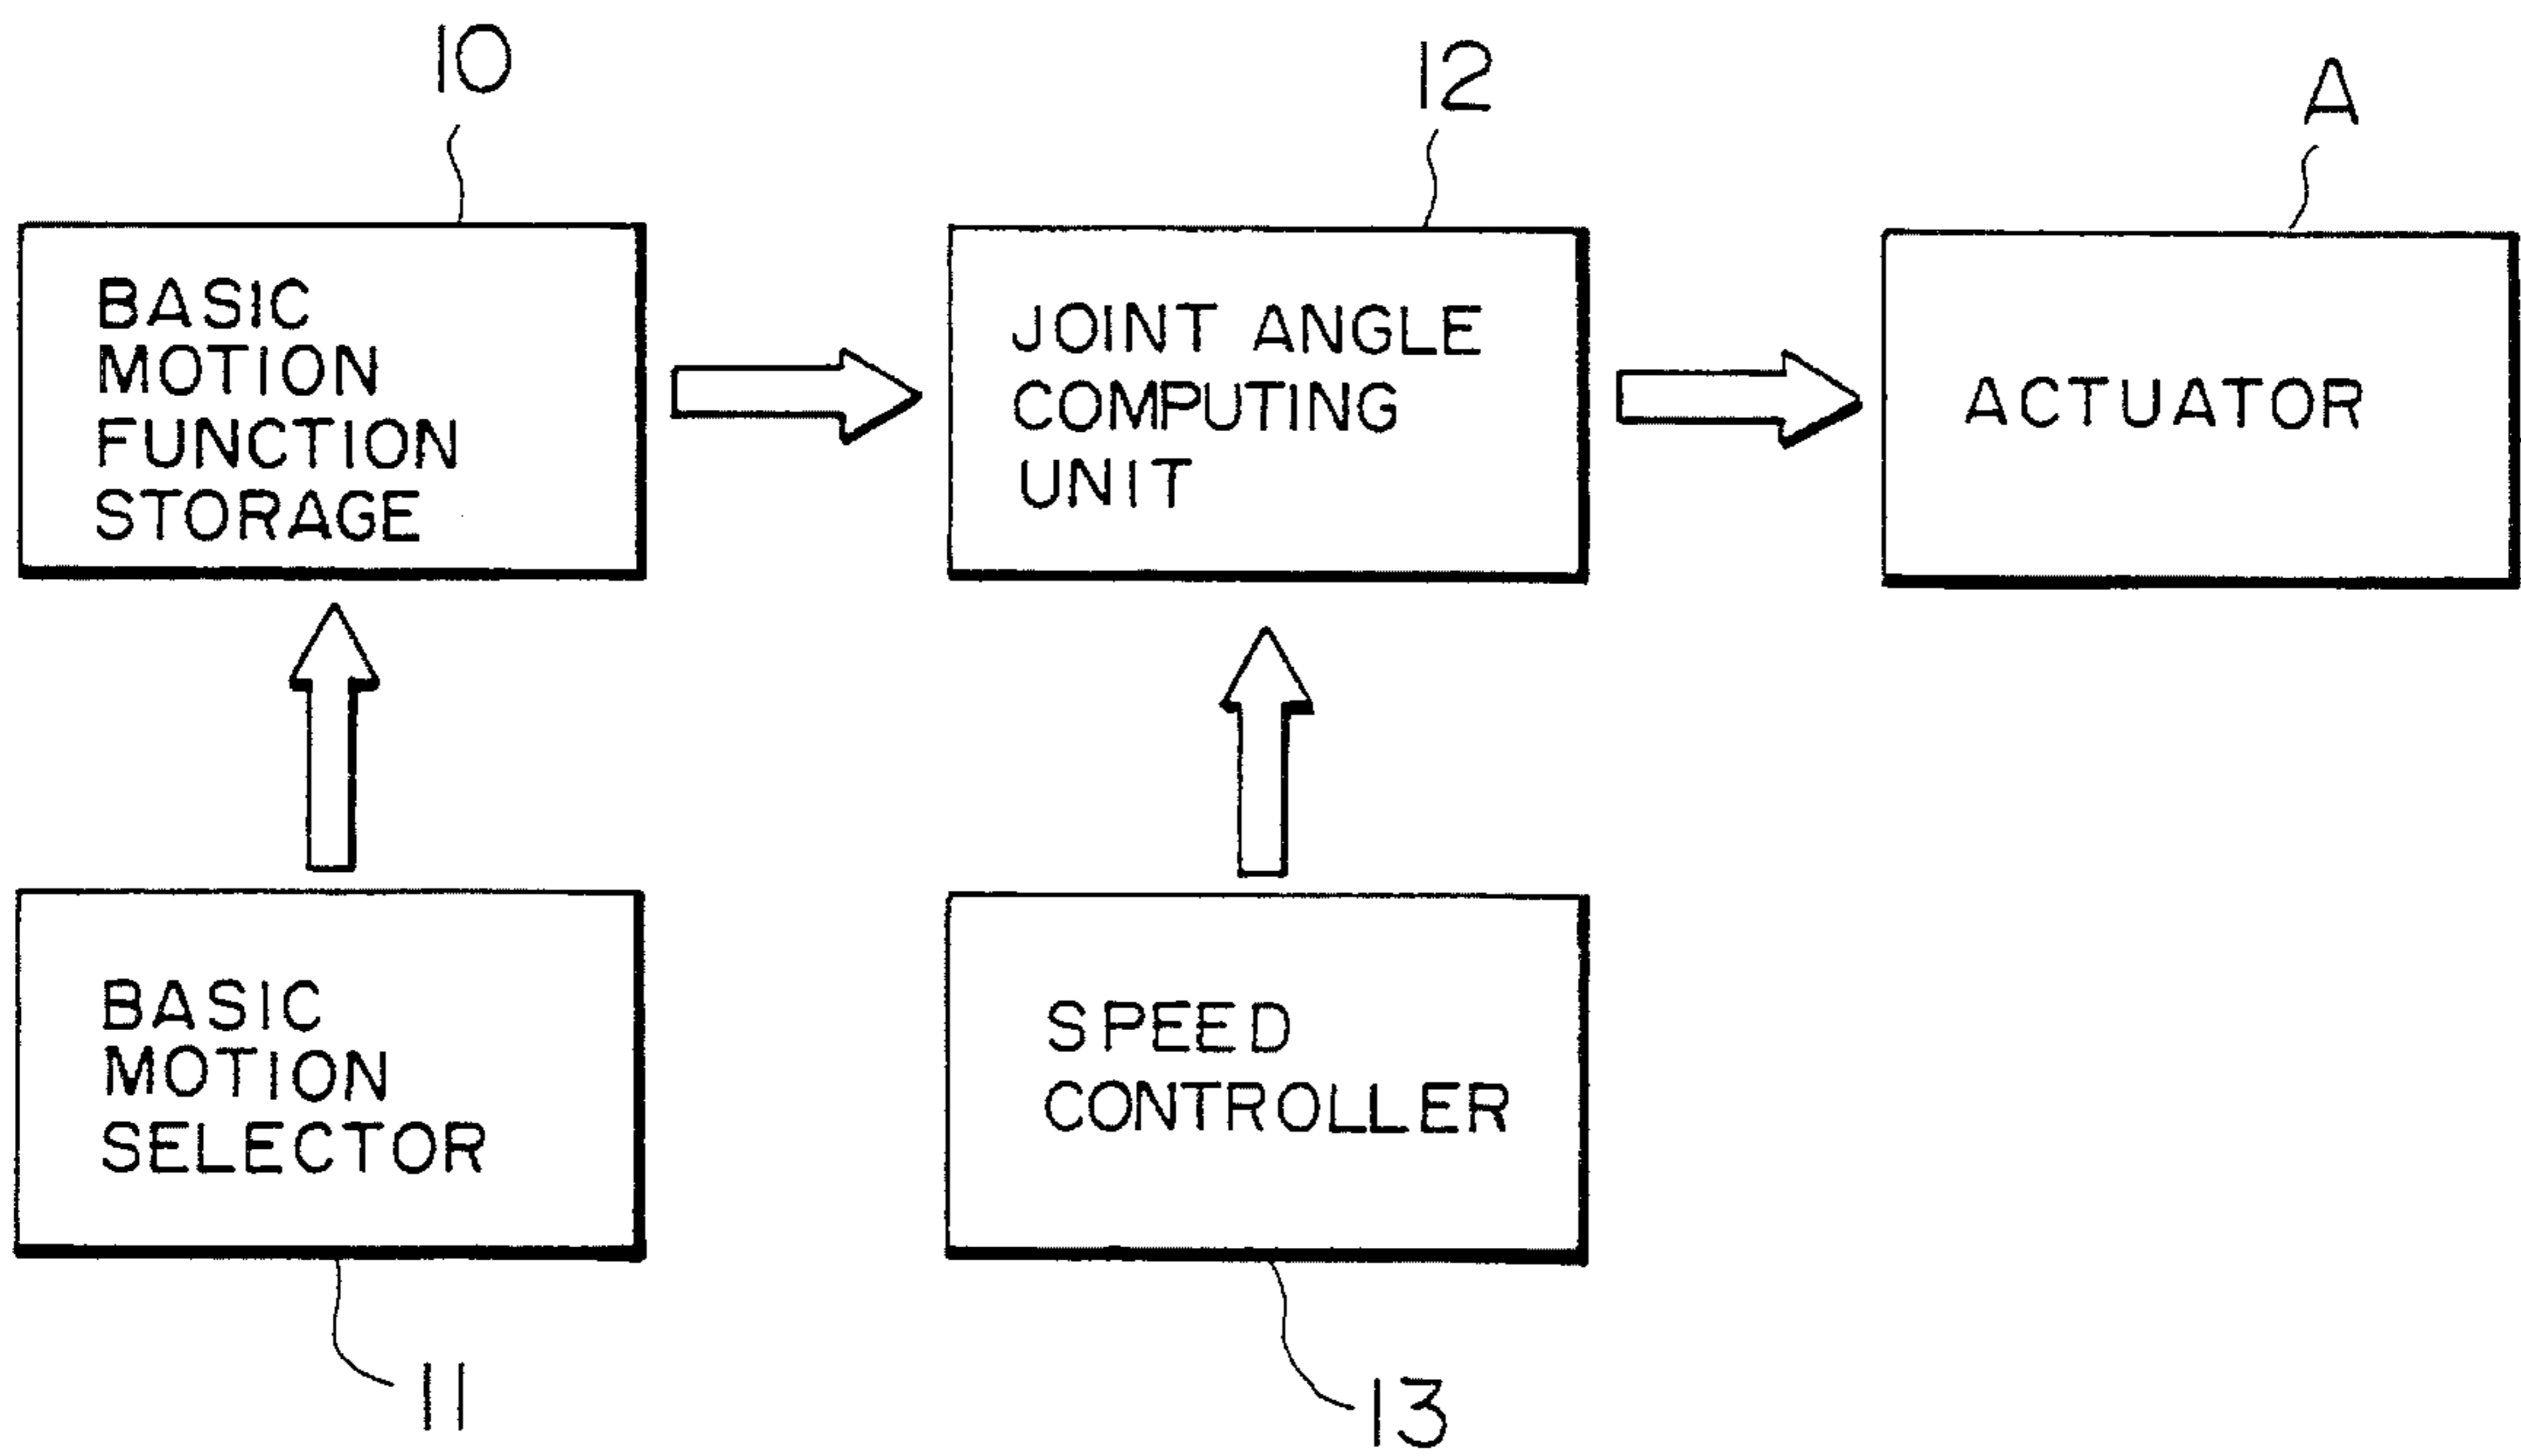 10
12
A
BASIC
MOTION
FUNCTION
STORAGE
JOINT ANGLE
COMPUTING
UNIT
ACTUATOR
BASIC
MOTION
SELECTOR
SPEED
CONTROLLER
11
13